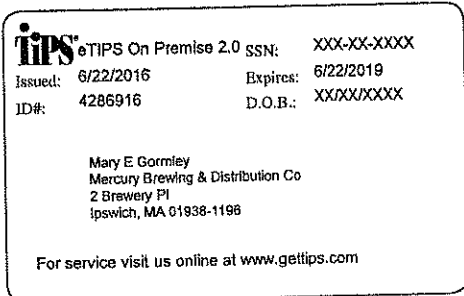 TiPS eTIPS On Premise 2.0 SSN: XXX-XX-XXXX
Issued: 6/22/2016 Expires: 6/22/2019
ID#: 4286916 D.O.B.: XX/XX/XXXX
Mary E Gormley
Mercury Brewing & Distribution Co
2 Brewery Pl
Ipswich, MA 01938-1196
For service visit us online at www.gettips.com